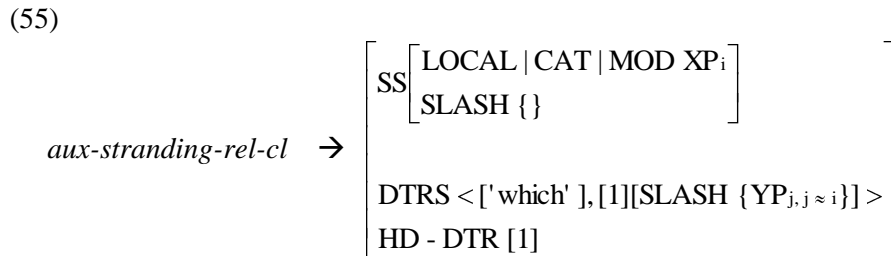 (55)
LOCAL | CAT | MOD XPi
SS
SLASH {}
aux-stranding-rel-cl →
DTRS < ['which' ], [1][SLASH {YPj, j ≈ i}] >
HD - DTR [1]